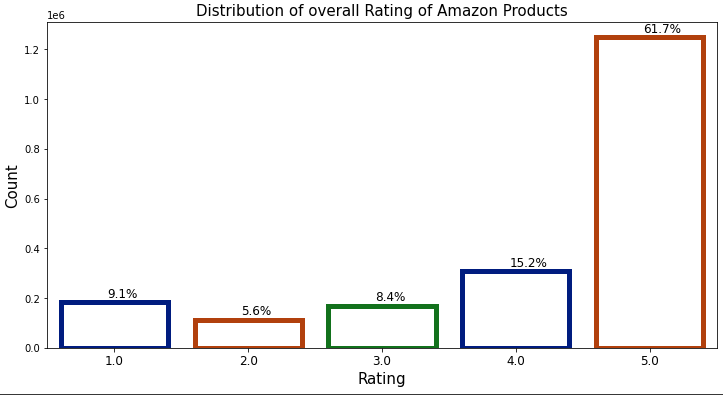 Distribution of overall Rating of Amazon Products
1e6
61.7%
1.2
1.0
0.8
0.6
0.4
15.2%
9.1%
8.4%
0.2
5.6%
0.0
1.0 2.0 3.0 4.0 5.0
Count
Rating